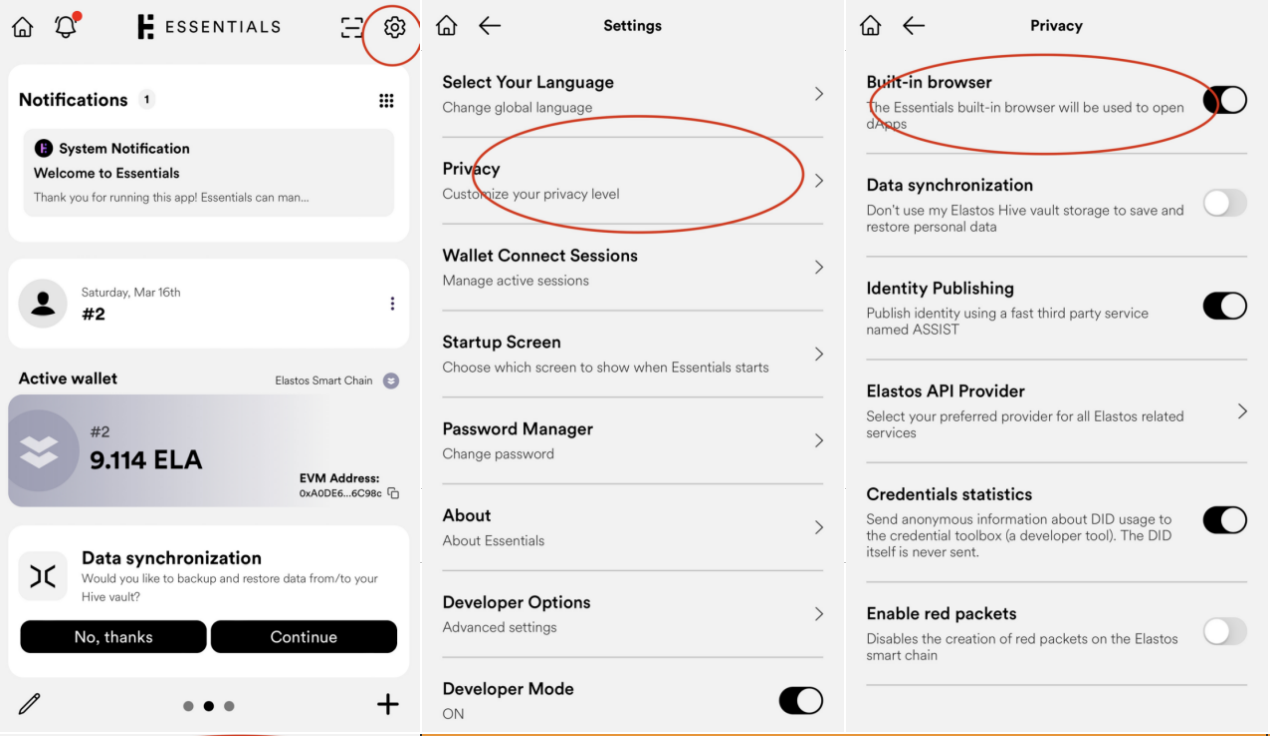 ESSENTIALS
Notifications 1
System Notification
Welcome to Essentials
Thank you for running this app! Essentials can man...
Saturday, Mar 16th
#2
Active wallet
Elastos Smart Chain
#2
9.114 ELA
EVM Address:
0xA0DE6...6C98c
Data synchronization
Would you like to backup and restore data from/to your
Hive vault?
No, thanks
Continue
Settings
Select Your Language
Change global language
Privacy
Customize your privacy level
Wallet Connect Sessions
Manage active sessions
Startup Screen
Choose which screen to show when Essentials starts
Password Manager
Change password
About
About Essentials
Developer Options
Advanced settings
Developer Mode
ON
Privacy
Built-in browser
The Essentials built-in browser will be used to open
dApps
Data synchronization
Don't use my Elastos Hive vault storage to save and
restore personal data
Identity Publishing
Publish identity using a fast third party service
named ASSIST
Elastos API Provider
Select your preferred provider for all Elastos related
services
Credentials statistics
Send anonymous information about DID usage to
the credential toolbox (a developer tool). The DID
itself is never sent.
Enable red packets
Disables the creation of red packets on the Elastos
smart chain